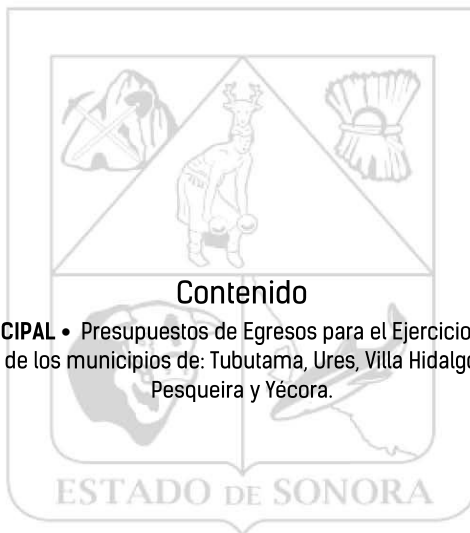 Contenido
CIPAL • Presupuestos de Egresos para el Ejercicio
de los municipios de: Tubutama, Ures, Villa Hidalgo
Pesqueira y Yécora.
ESTADO DE SONORA